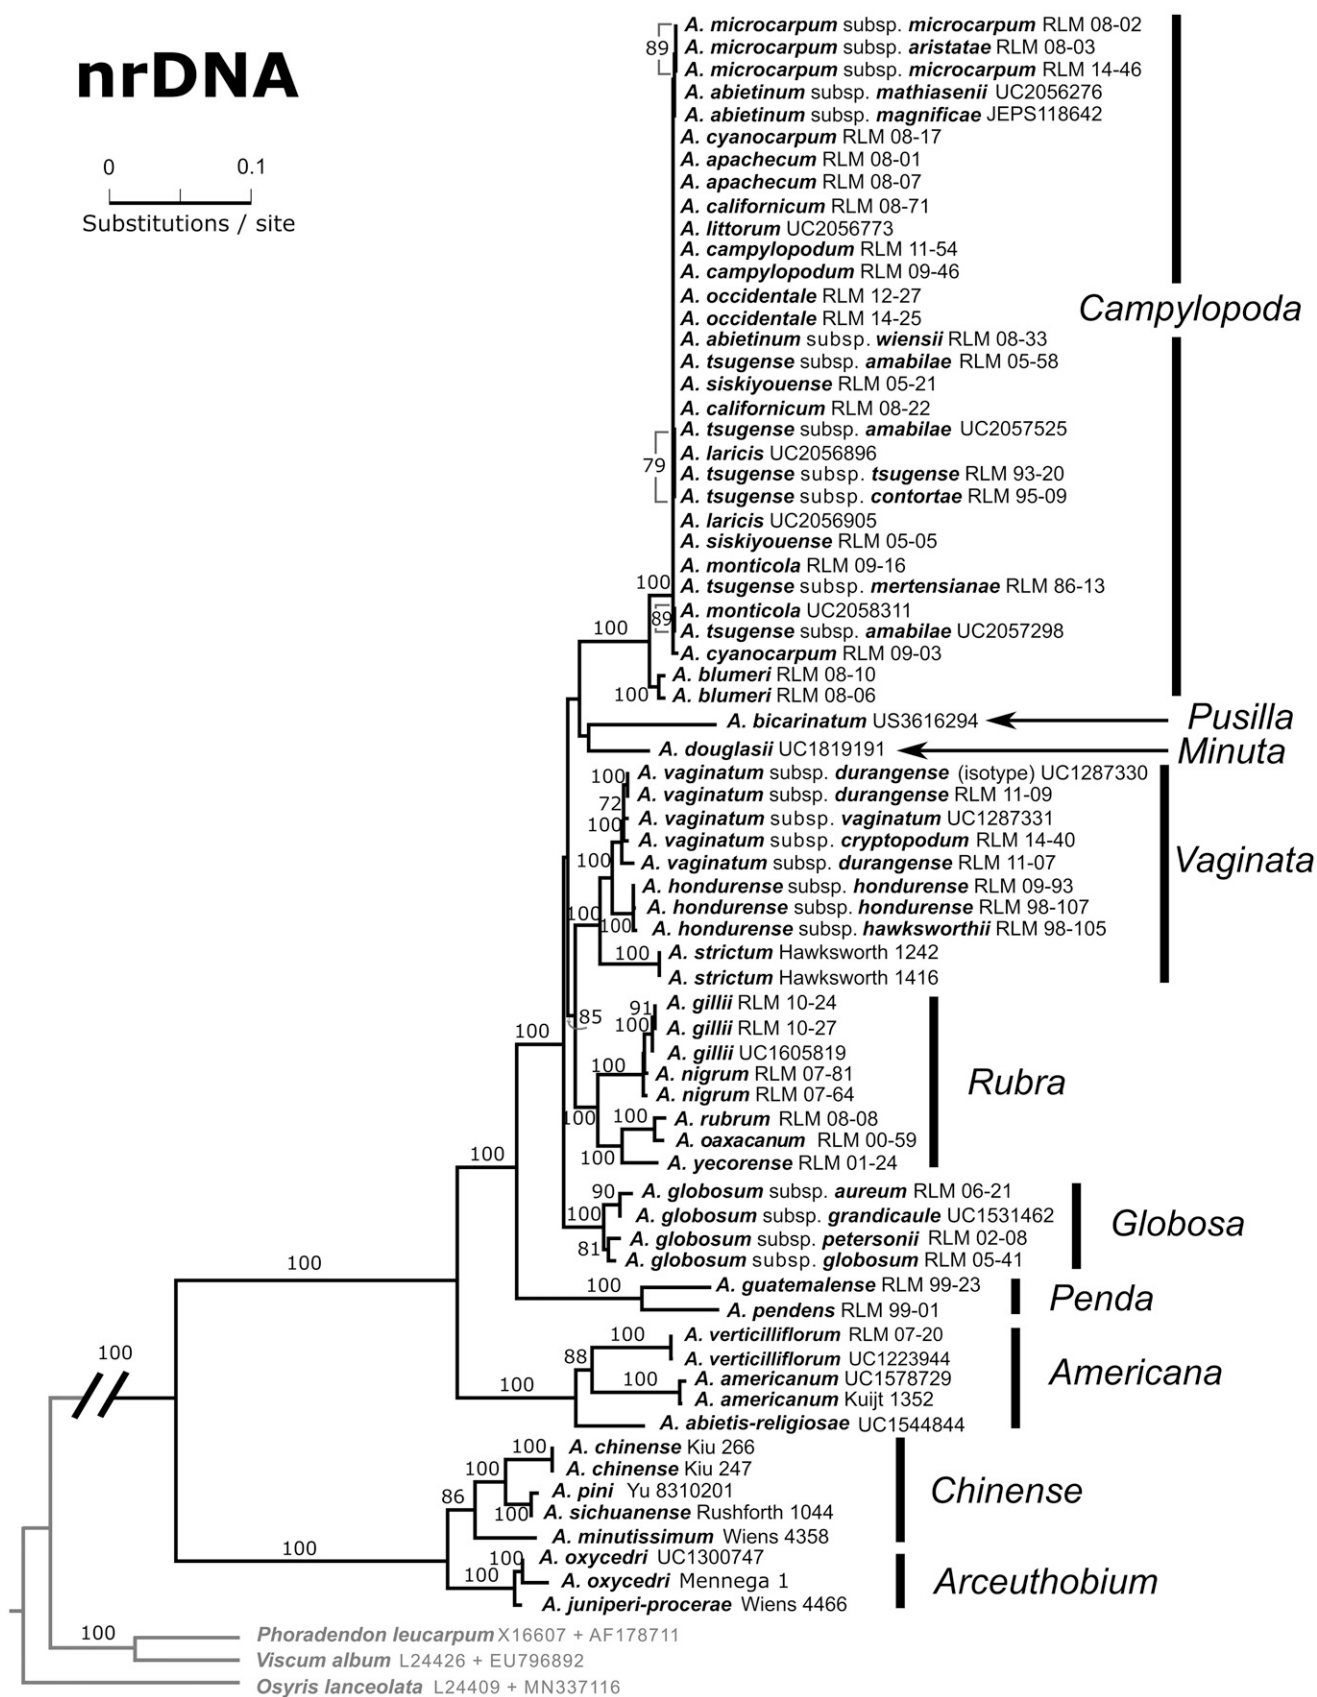 nrDNA
0 0.1
Substitutions / site
A. microcarpum subsp. microcarpum RLM 08-02
89
A. microcarpum subsp. aristatae RLM 08-03
A. microcarpum subsp. microcarpum RLM 14-46
A. abietinum subsp. mathiasenii UC2056276
A. abietinum subsp. magnificae JEPS118642
A. cyanocarpum RLM 08-17
A. apachecum RLM 08-01
A. apachecum RLM 08-07
A. californicum RLM 08-71
A. littorum UC2056773
A. campylopodum RLM 11-54
A. campylopodum RLM 09-46
A. occidentale RLM 12-27
Campylopoda
A. occidentale RLM 14-25
A. abietinum subsp. wiensii RLM 08-33
A. tsugense subsp. amabilae RLM 05-58
A. siskiyouense RLM 05-21
A. californicum RLM 08-22
A. tsugense subsp. amabilae UC2057525
A. laricis UC2056896
79
A. tsugense subsp. tsugense RLM 93-20
A. tsugense subsp. contortae RLM 95-09
A. laricis UC2056905
A. siskiyouense RLM 05-05
A. monticola RLM 09-16
100
A. tsugense subsp. mertensianae RLM 86-13
A. monticola UC2058311
89
100
A. tsugense subsp. amabilae UC2057298
A. cyanocarpum RLM 09-03
A. blumeri RLM 08-10
100
A. blumeri RLM 08-06
A. bicarinatum US3616294
Pusilla
A. douglasii UC1819191
Minuta
100
A. vaginatum subsp. durangense (isotype) UC1287330
A. vaginatum subsp. durangense RLM 11-09
72
A. vaginatum subsp. vaginatum UC1287331
100
A. vaginatum subsp. cryptopodum RLM 14-40
100
A. vaginatum subsp. durangense RLM 11-07
Vaginata
A. hondurense subsp. hondurense RLM 09-93
A. hondurense subsp. hondurense RLM 98-107
100
100
A. hondurense subsp. hawksworthii RLM 98-105
100
A. strictum Hawksworth 1242
A. strictum Hawksworth 1416
91
A. gillii RLM 10-24
85
100
A. gillii RLM 10-27
100
A. gillii UC1605819
100
A. nigrum RLM 07-81
Rubra
A. nigrum RLM 07-64
100
100
A. rubrum RLM 08-08
A. oaxacanum RLM 00-59
100
100
A. yecorense RLM 01-24
90
A. globosum subsp. aureum RLM 06-21
100
A. globosum subsp. grandicaule UC1531462
Globosa
A. globosum subsp. petersonii RLM 02-08
81
A. globosum subsp. globosum RLM 05-41
100
100
A. guatemalense RLM 99-23
Penda
A. pendens RLM 99-01
100
A. verticilliflorum RLM 07-20
100
88
A. verticilliflorum UC1223944
Americana
100
100
A. americanum UC1578729
A. americanum Kuijt 1352
A. abietis-religiosae UC1544844
100
A. chinense Kiu 266
100
A. chinense Kiu 247
86
A. pini Yu 8310201
Chinense
100
A. sichuanense Rushforth 1044
A. minutissimum Wiens 4358
100
100
A. oxycedri UC1300747
100
A. oxycedri Mennega 1
Arceuthobium
A. juniperi-procerae Wiens 4466
100
Phoradendon leucarpum X16607 + AF178711
Viscum album L24426 + EU796892
Osyris lanceolata L24409 + MN337116